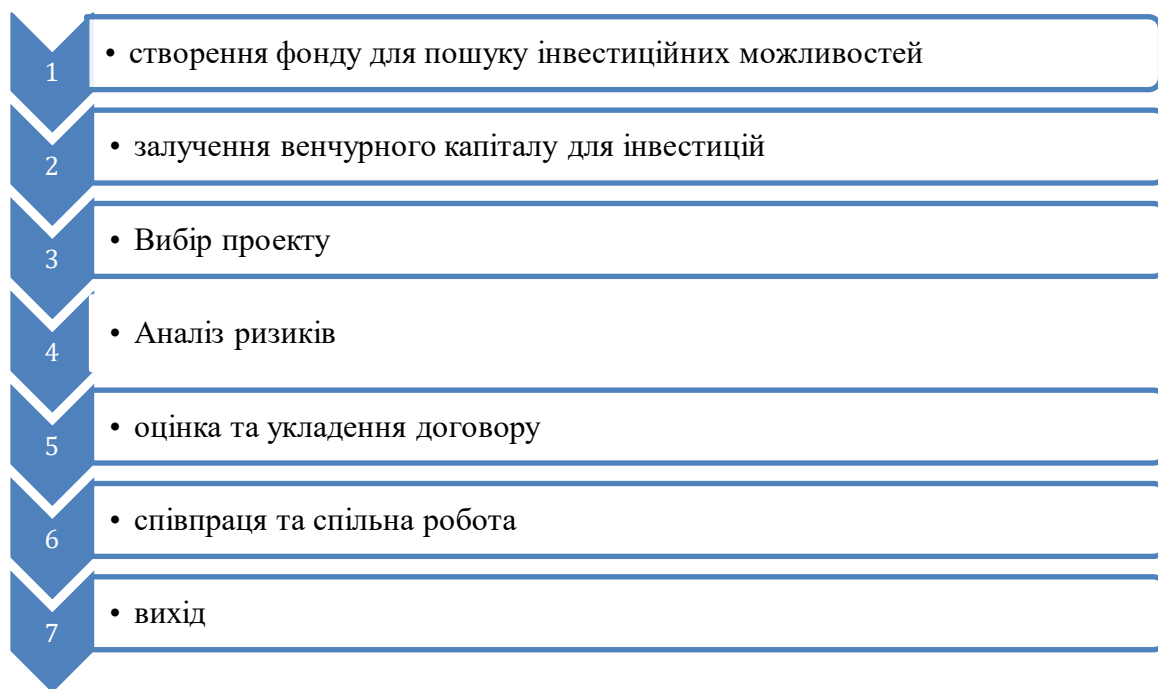 1
• створення фонду для пошуку інвестиційних можливостей
2
• залучення венчурного капіталу для інвестицій
3
• Вибір проекту
4
• Аналіз ризиків
5
• оцінка та укладення договору
6
• співпраця та спільна робота
7
• вихід